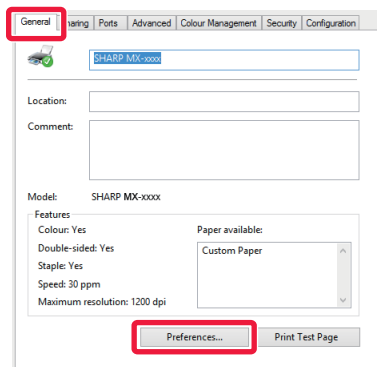 General Sharing Ports Advanced Colour Management Security Configuration
SHARP MX-xxxx
Location:
Comment:
Model: SHARP MX-xxxx
Features
Colour: Yes Paper available:
Double-sided: Yes Custom Paper
Staple: Yes
Speed: 30 ppm
Maximum resolution: 1200 dpi
Preferences... Print Test Page